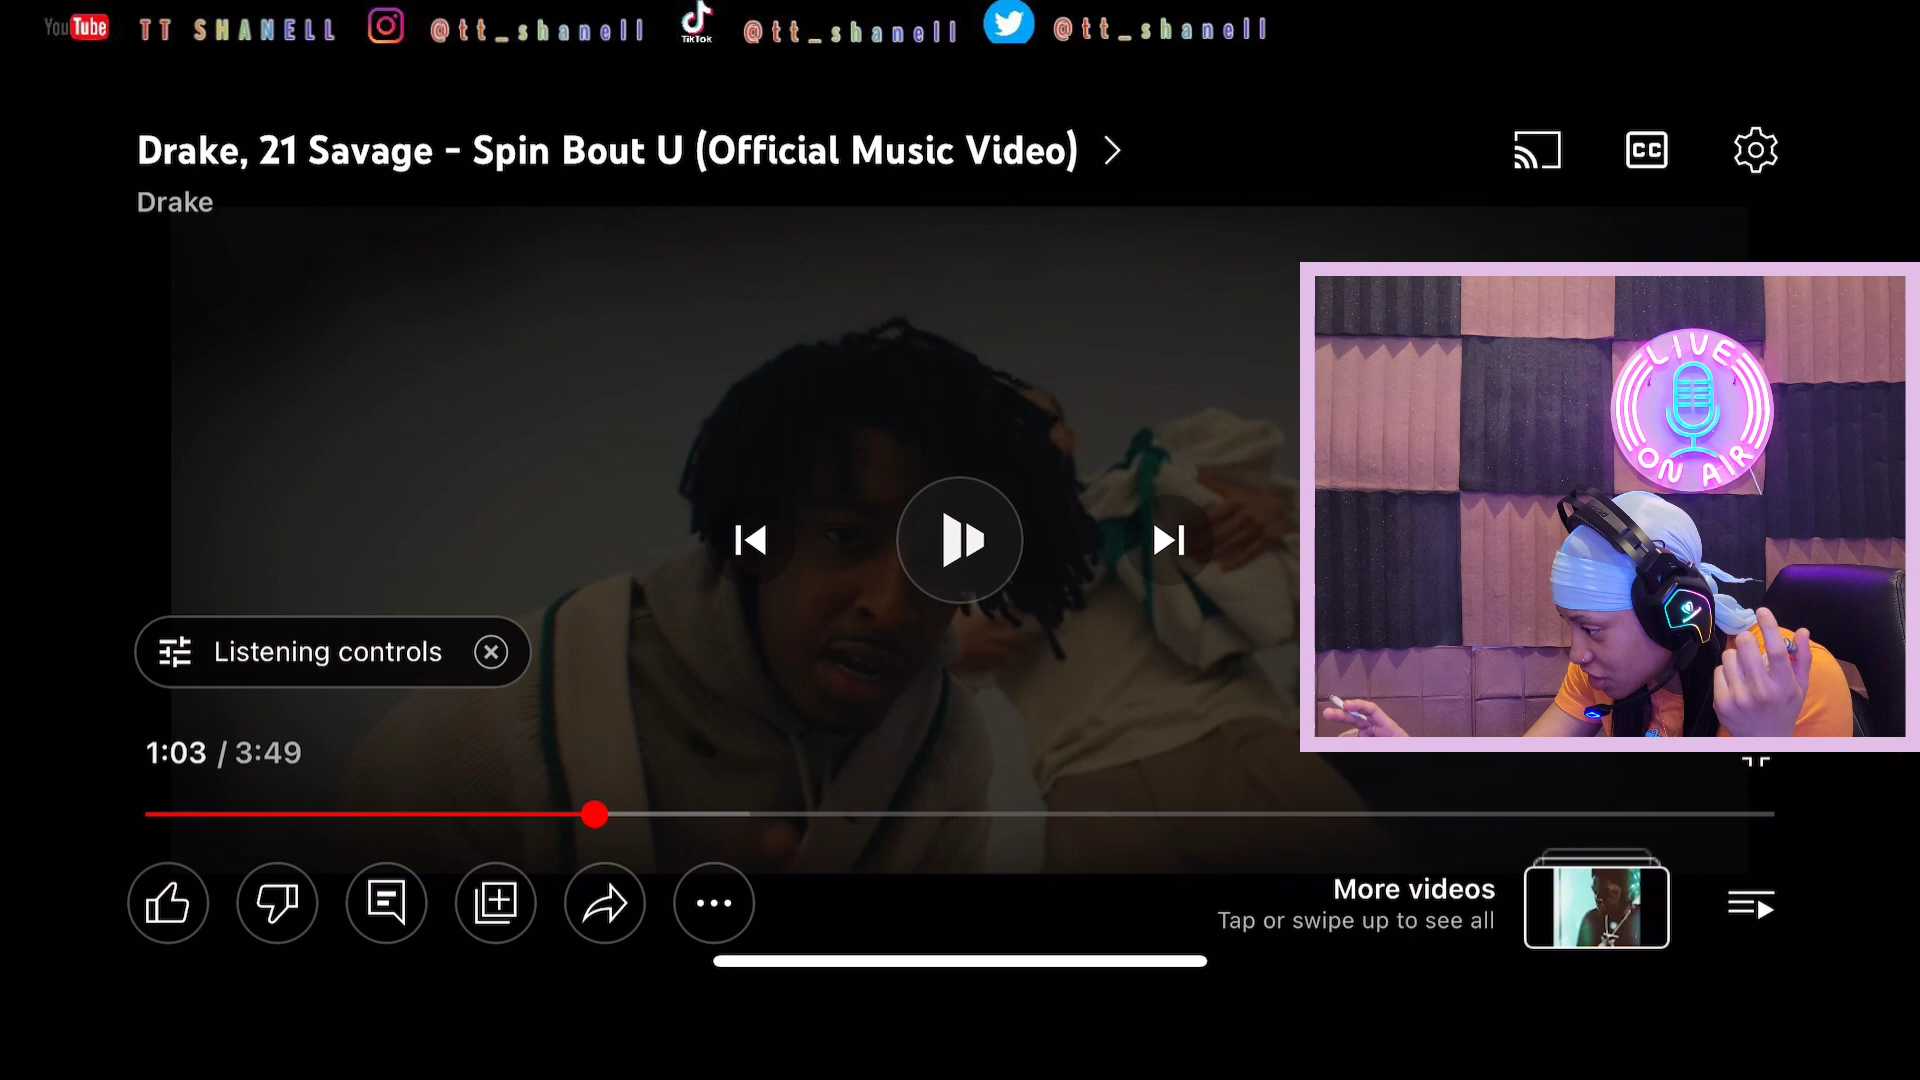 YouTube TT SHANELL @tt_shanell TikTok @tt_shanell @tt_shanell
Drake, 21 Savage - Spin Bout U (Official Music Video)
CC
Drake
LIVE
ON AIR
Listening controls
1:03 / 3:49
More videos
Tap or swipe up to see all